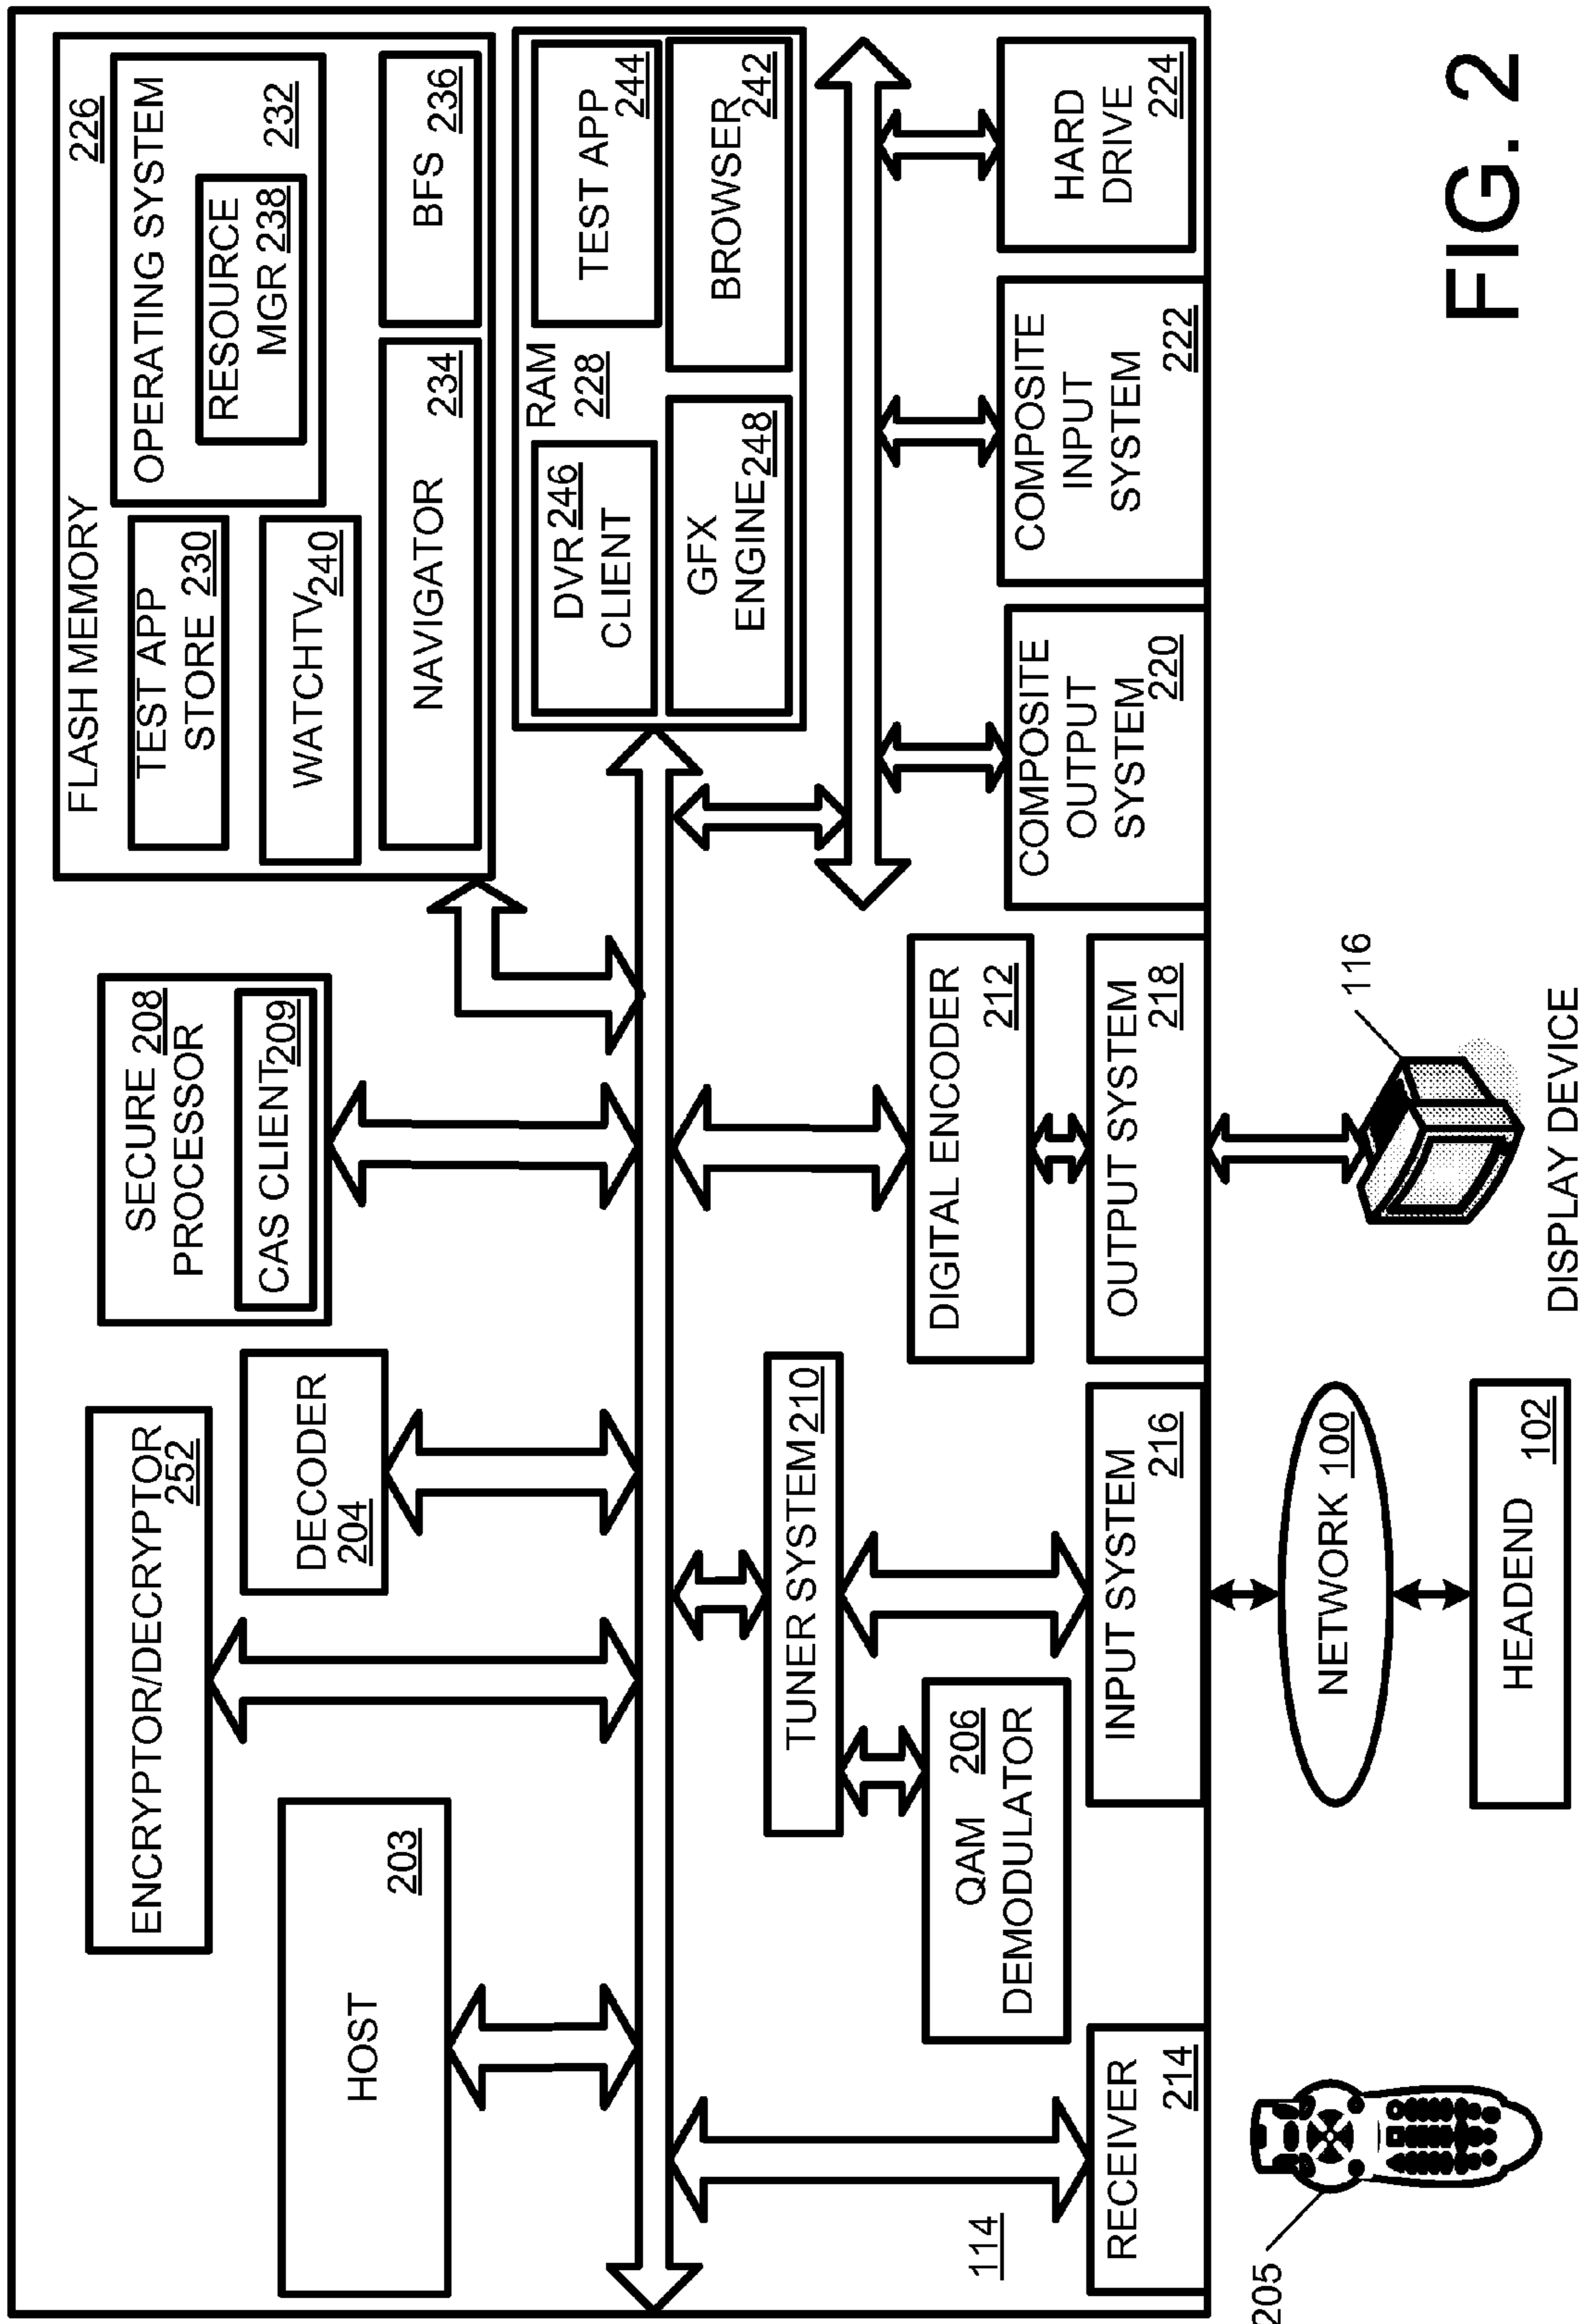 HOST
203
ENCRYPTOR/DECRYPTOR
252
DECODER
204
SECURE 208
PROCESSOR
CAS CLIENT 209
FLASH MEMORY
226
TEST APP
STORE 230
WATCHTV 240
OPERATING SYSTEM
232
RESOURCE
MGR 238
NAVIGATOR
234
BFS 236
RAM
228
DVR 246
CLIENT
TEST APP
244
GFX
ENGINE 248
BROWSER
242
TUNER SYSTEM 210
QAM 206
DEMODULATOR
DIGITAL ENCODER
212
114
RECEIVER
214
INPUT SYSTEM
216
OUTPUT SYSTEM
218
COMPOSITE
OUTPUT
SYSTEM
220
COMPOSITE
INPUT
SYSTEM
222
HARD
DRIVE
224
205
NETWORK 100
HEADEND
102
116
DISPLAY DEVICE
FIG. 2